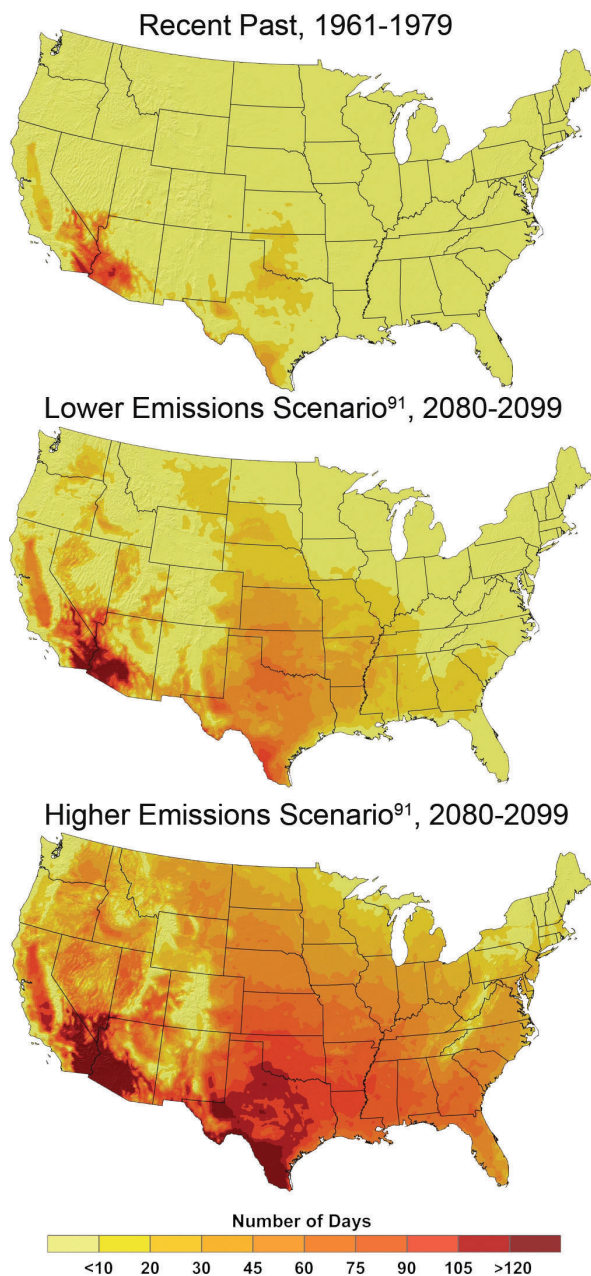 Recent Past, 1961-1979
Lower Emissions Scenario⁹¹, 2080-2099
Higher Emissions Scenario⁹¹, 2080-2099
Number of Days
<10 20 30 45 60 75 90 105 >120